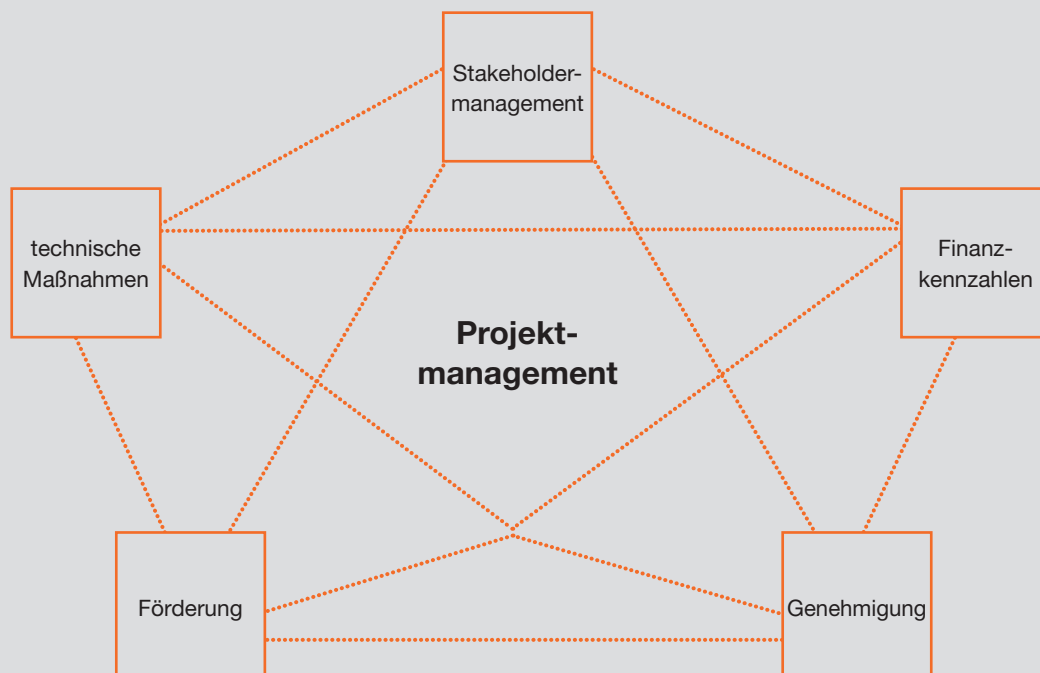 Stakeholder-
management
technische
Maßnahmen
Finanz-
kennzahlen
Projekt-
management
Förderung
Genehmigung